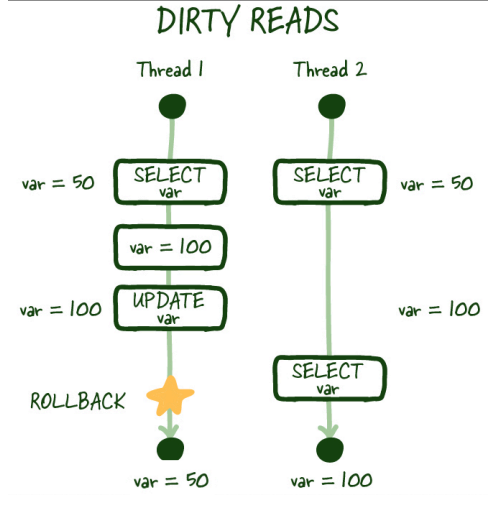 DIRTY READS
Thread 1
Thread 2
var = 50
SELECT
var
SELECT
var
var = 50
var = 100
var = 100
UPDATE
var
var = 100
SELECT
var
ROLLBACK
var = 50
var = 100